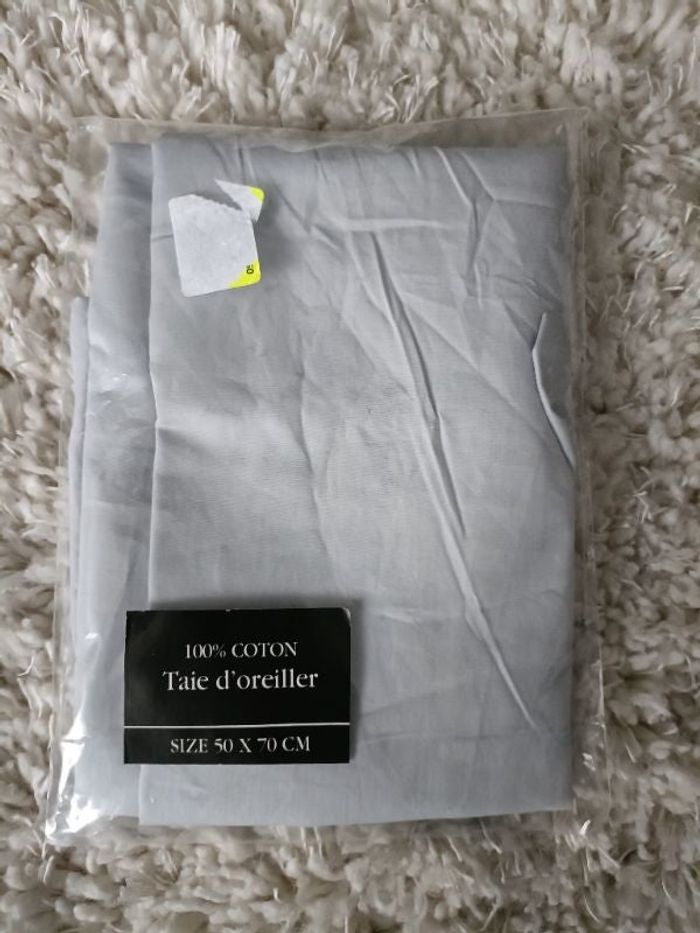 100% COTON
Taie d'oreiller
SIZE 50 X 70 CM